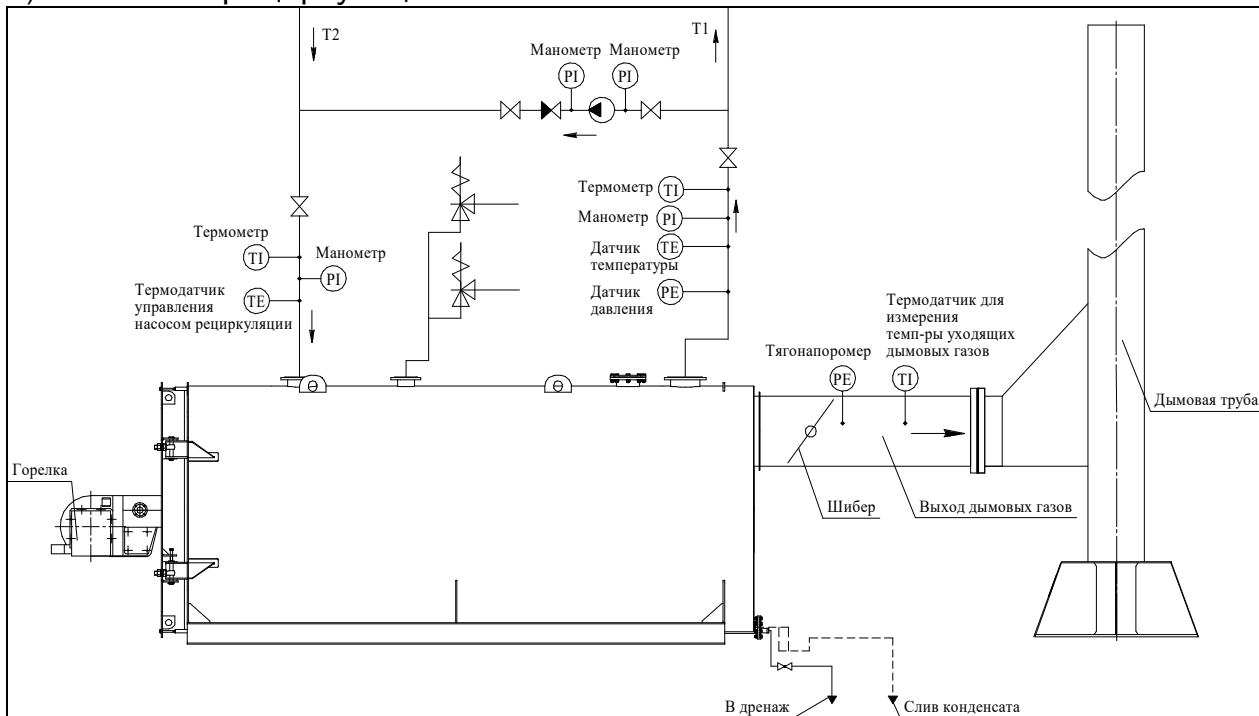 T2
T1
Манометр
Манометр
PI
PI
Термометр
TI
Манометр
PI
Датчик
температуры
TE
Датчик
давления
PE
Термометр
TI
Манометр
PI
Термодатчик
управления
насосом рециркуляции
TE
Термодатчик для
измерения
темп-ры уходящих
дымовых газов
Тягонапоромер
PE
TI
Дымовая труба
Горелка
Шибер
Выход дымовых газов
В дренаж
Слив конденсата